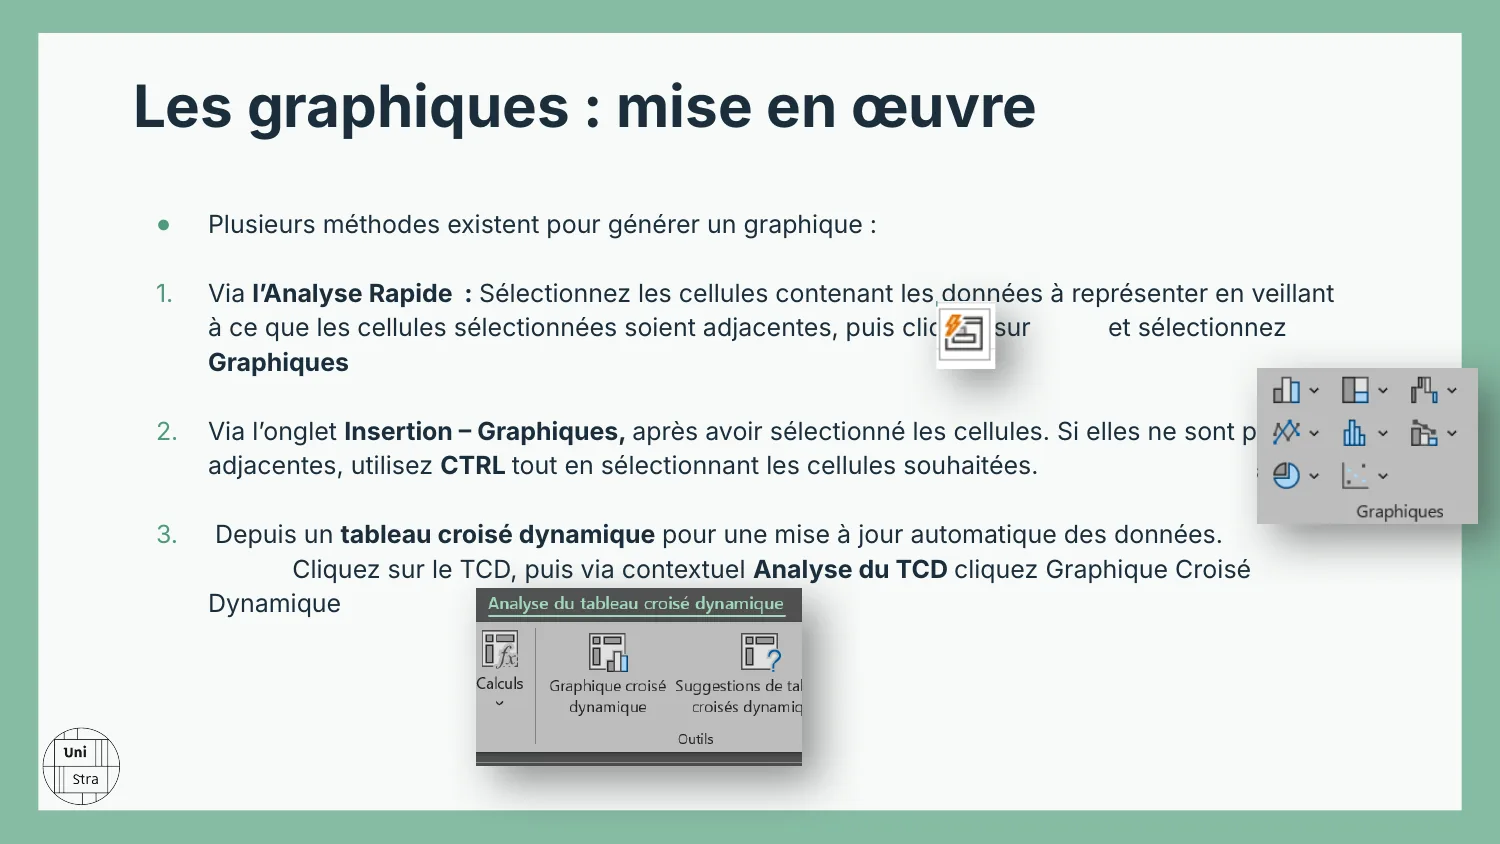 Les graphiques : mise en œuvre
Plusieurs méthodes existent pour générer un graphique :
1. Via l’Analyse Rapide : Sélectionnez les cellules contenant les données à représenter en veillant
à ce que les cellules sélectionnées soient adjacentes, puis sur et sélectionnez
Graphiques
2. Via l’onglet Insertion – Graphiques, après avoir sélectionné les cellules. Si elles ne sont
adjacentes, utilisez CTRL tout en sélectionnant les cellules souhaitées.
Graphiques
3. Depuis un tableau croisé dynamique pour une mise à jour automatique des données.
Cliquez sur le TCD, puis via contextuel Analyse du TCD cliquez Graphique Croisé
Dynamique
Analyse du tableau croisé dynamique
Calculs
Graphique croisé
dynamique
Suggestions de tal
croisés dynamiq
Outils
Uni
Stra